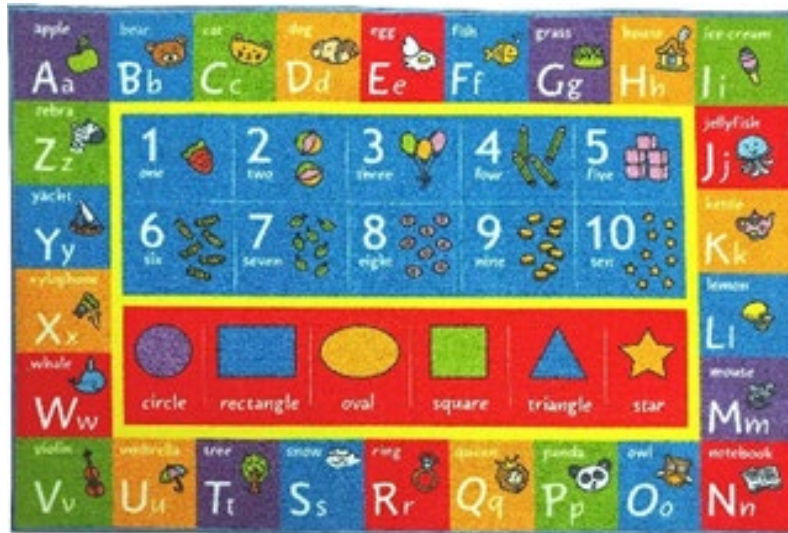 apple
Aa
bear
Bb
cat
Cc
dog
Dd
egg
Ee
fish
Ff
grass
Gg
house
Hh
ice-cream
Ii
jellyfish
Jj
kettle
Kk
lemon
Ll
mouse
Mm
notebook
Nn
owl
Oo
panda
Pp
queen
Qq
ring
Rr
snow
Ss
tree
Tt
umbrella
Uu
violin
Vv
whale
Ww
xylophone
Xx
yacht
Yy
zebra
Zz
1 2 3 4 5
one two three four five
6 7 8 9 10
six seven eight nine ten
circle rectangle oval square triangle star